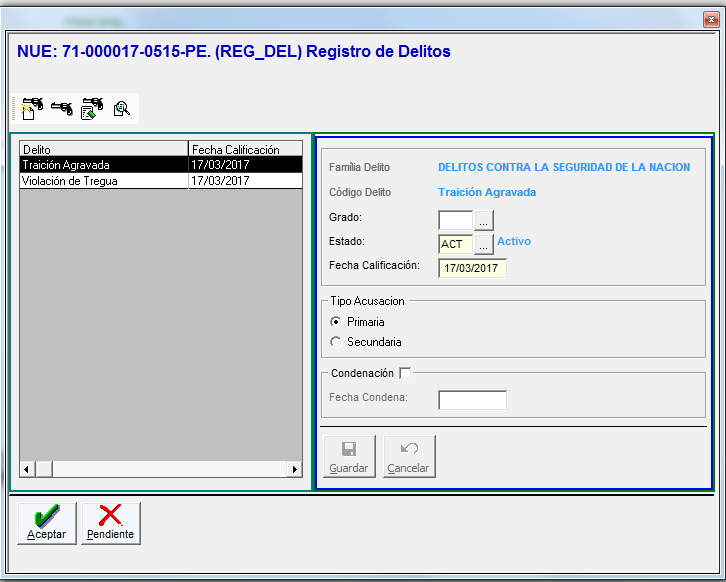 NUE: 71-000017-0515-PE. (REG_DEL) Registro de Delitos
Delito Fecha Calificación
Traición Agravada 17/03/2017
Violación de Tregua 17/03/2017
Família Delito DELITOS CONTRA LA SEGURIDAD DE LA NACION
Código Delito Traición Agravada
Grado: ...
Estado: ACT ... Activo
Fecha Calificación: 17/03/2017
Tipo Acusacion
Primaria
Secundaria
Condenación
Fecha Condena:
Guardar Cancelar
Aceptar Pendiente